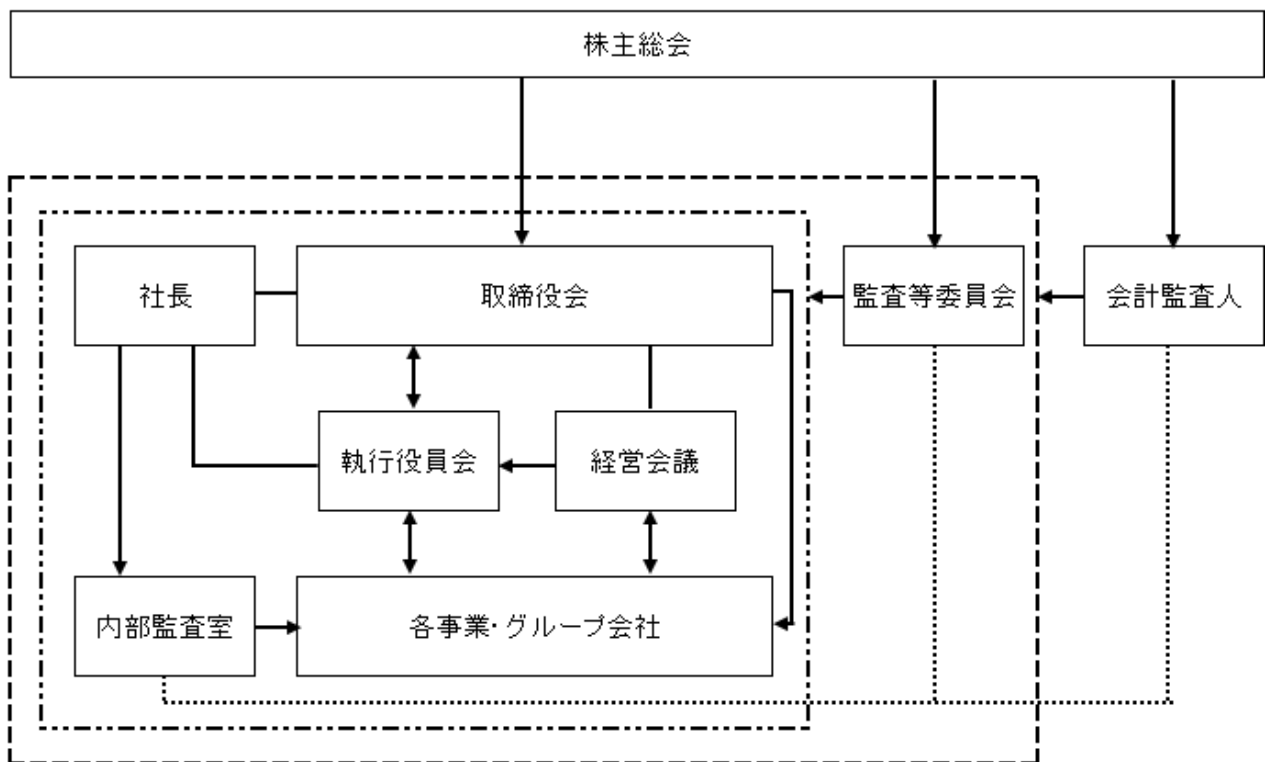 株主総会
社長
取締役会
監査等委員会
会計監査人
執行役員会
経営会議
内部監査室
各事業・グループ会社